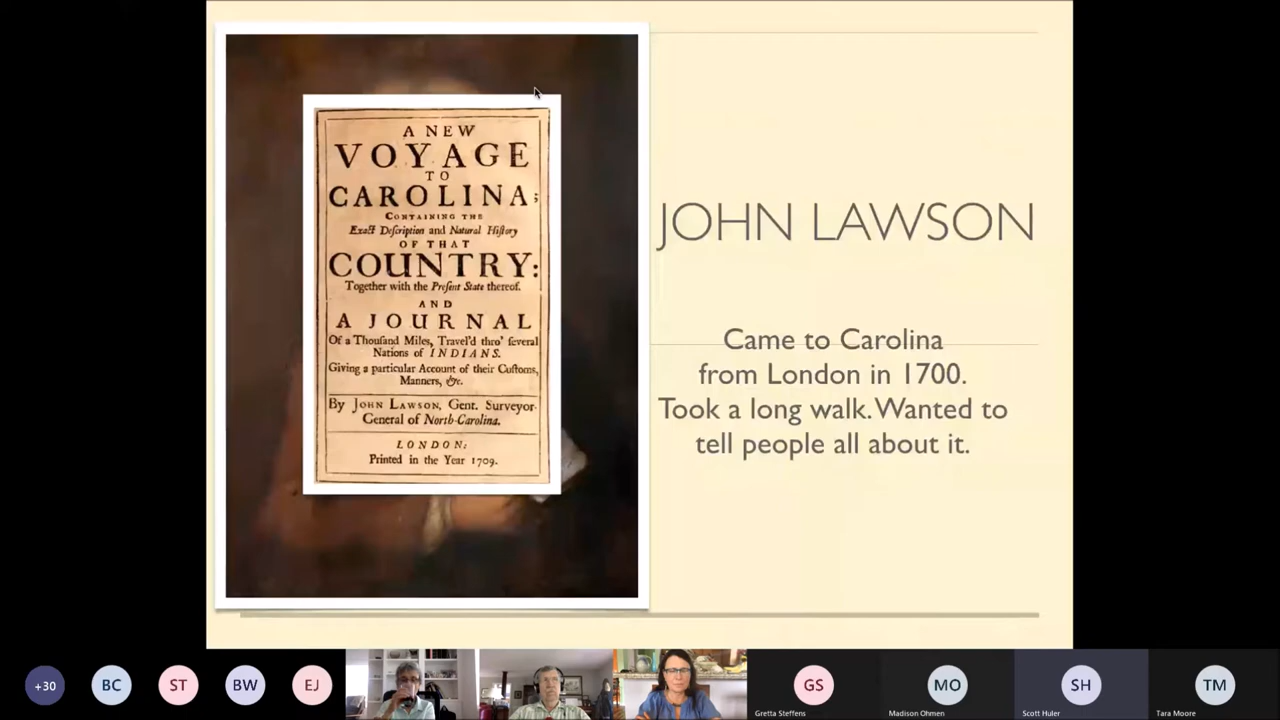 A NEW
VOYAGE
TO
CAROLINA;
CONTAINING THE
Exact Deſcription and Natural Hiſtory
OF THAT
COUNTRY:
Together with the Preſent State thereof.
AND
A JOURNAL
Of a Thouſand Miles, Travel'd thro' ſeveral
Nations of INDIANS.
Giving a particular Account of their Cuſtoms,
Manners, &c.
By JOHN LAWSON, Gent. Surveyor-
General of North-Carolina.
LONDON:
Printed in the Year 1709.
JOHN LAWSON
Came to Carolina
from London in 1700.
Took a long walk. Wanted to
tell people all about it.
+30
BC
ST
BW
EJ
GS
Gretta Steffens
MO
Madison Ohmen
SH
Scott Huler
TM
Tara Moore